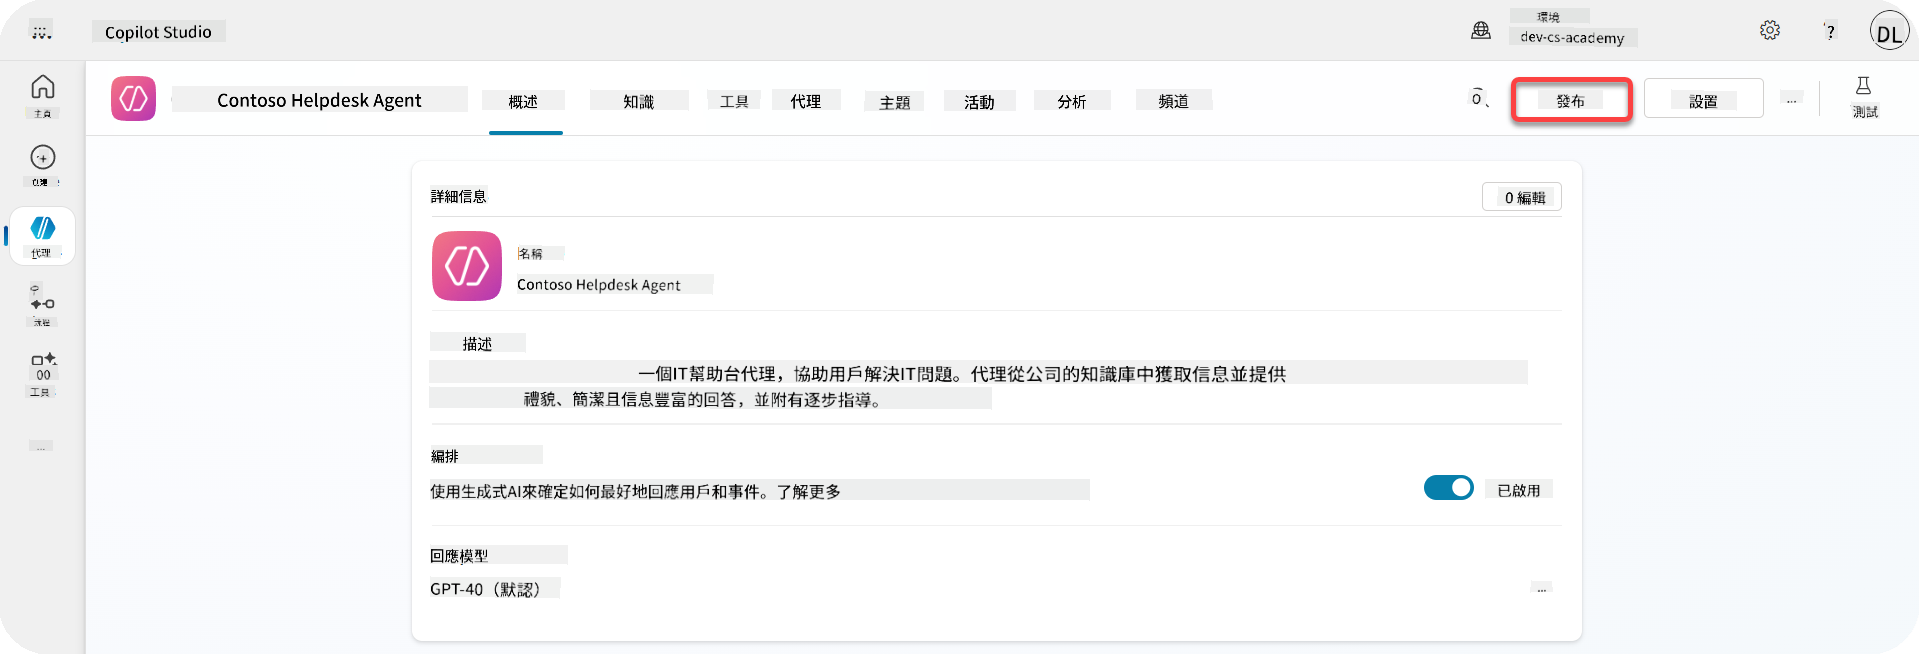 Copilot Studio
環境
dev-cs-academy
?
DL
Contoso Helpdesk Agent
概述
知識
工具
代理
主題
活動
分析
頻道
發布
設置
...
測試
主頁
代理
流程
工具
...
詳細信息
0 編輯
名稱
Contoso Helpdesk Agent
描述
一個IT幫助台代理，協助用戶解決IT問題。代理從公司的知識庫中獲取信息並提供
禮貌、簡潔且信息豐富的回答，並附有逐步指導。
編排
使用生成式AI來確定如何最好地回應用戶和事件。了解更多
已啟用
回應模型
GPT-40（默認）
...